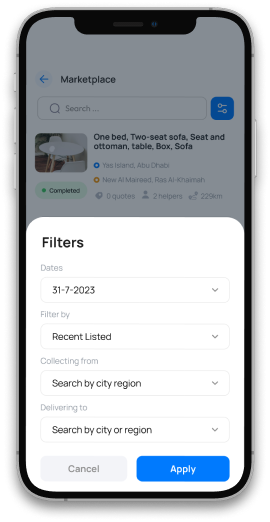 Marketplace
Search ...
One bed, Two-seat sofa, Seat and
ottoman, table, Box, Sofa
Yes Island, Abu Dhabi
New Al Maireed, Ras Al-Khaimah
Completed
0 quotes
2 helpers
229km
Filters
Dates
31-7-2023
Filter by
Recent Listed
Collecting from
Search by city region
Delivering to
Search by city or region
Cancel
Apply